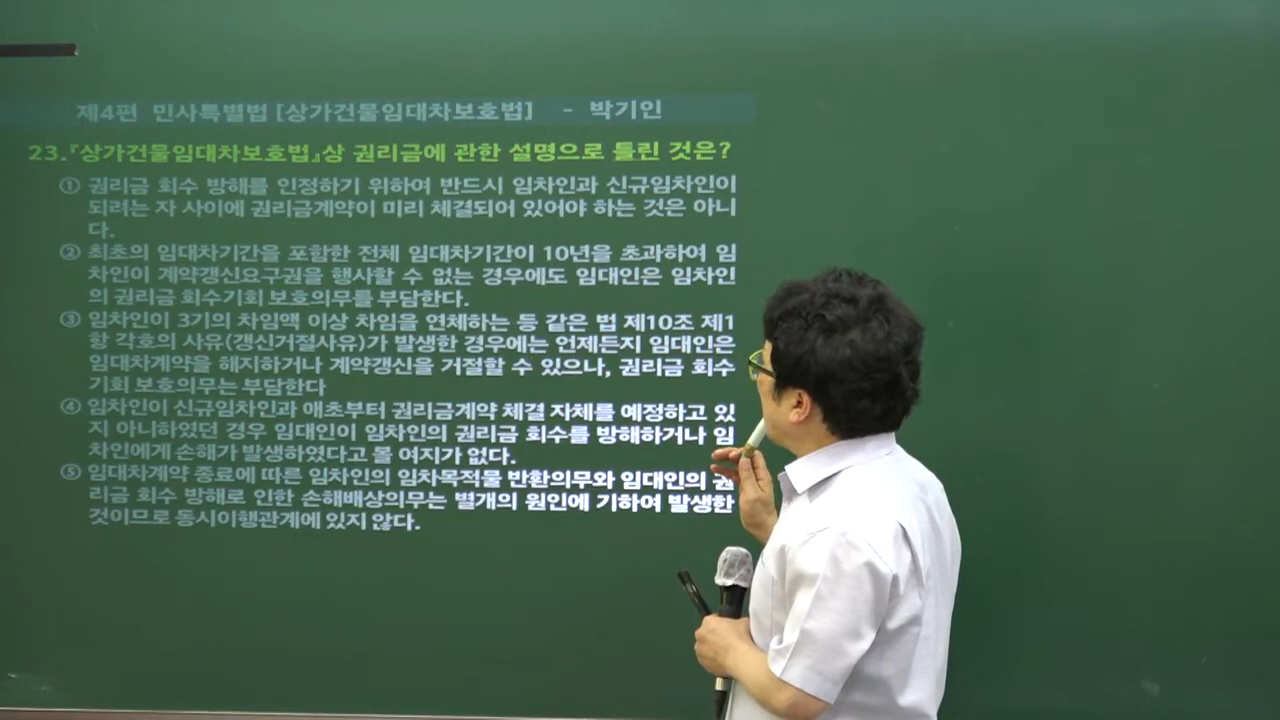 제4편 민사특별법 [상가건물임대차보호법] - 박기인
23.『상가건물임대차보호법』상 권리금에 관한 설명으로 틀린 것은?
① 권리금 회수 방해를 인정하기 위하여 반드시 임차인과 신규임차인이
되려는 자 사이에 권리금계약이 미리 체결되어 있어야 하는 것은 아니
다.
② 최초의 임대차기간을 포함한 전체 임대차기간이 10년을 초과하여 임
차인이 계약갱신요구권을 행사할 수 없는 경우에도 임대인은 임차인
의 권리금 회수기회 보호의무를 부담한다.
③ 임차인이 3기의 차임액 이상 차임을 연체하는 등 같은 법 제10조 제1
항 각호의 사유(갱신거절사유)가 발생한 경우에는 언제든지 임대인은
임대차계약을 해지하거나 계약갱신을 거절할 수 있으나, 권리금 회수
기회 보호의무는 부담한다
④ 임차인이 신규임차인과 애초부터 권리금계약 체결 자체를 예정하고 있
지 아니하였던 경우 임대인이 임차인의 권리금 회수를 방해하거나 임
차인에게 손해가 발생하였다고 볼 여지가 없다.
⑤ 임대차계약 종료에 따른 임차인의 임차목적물 반환의무와 임대인의 권
리금 회수 방해로 인한 손해배상의무는 별개의 원인에 기하여 발생한
것이므로 동시이행관계에 있지 않다.